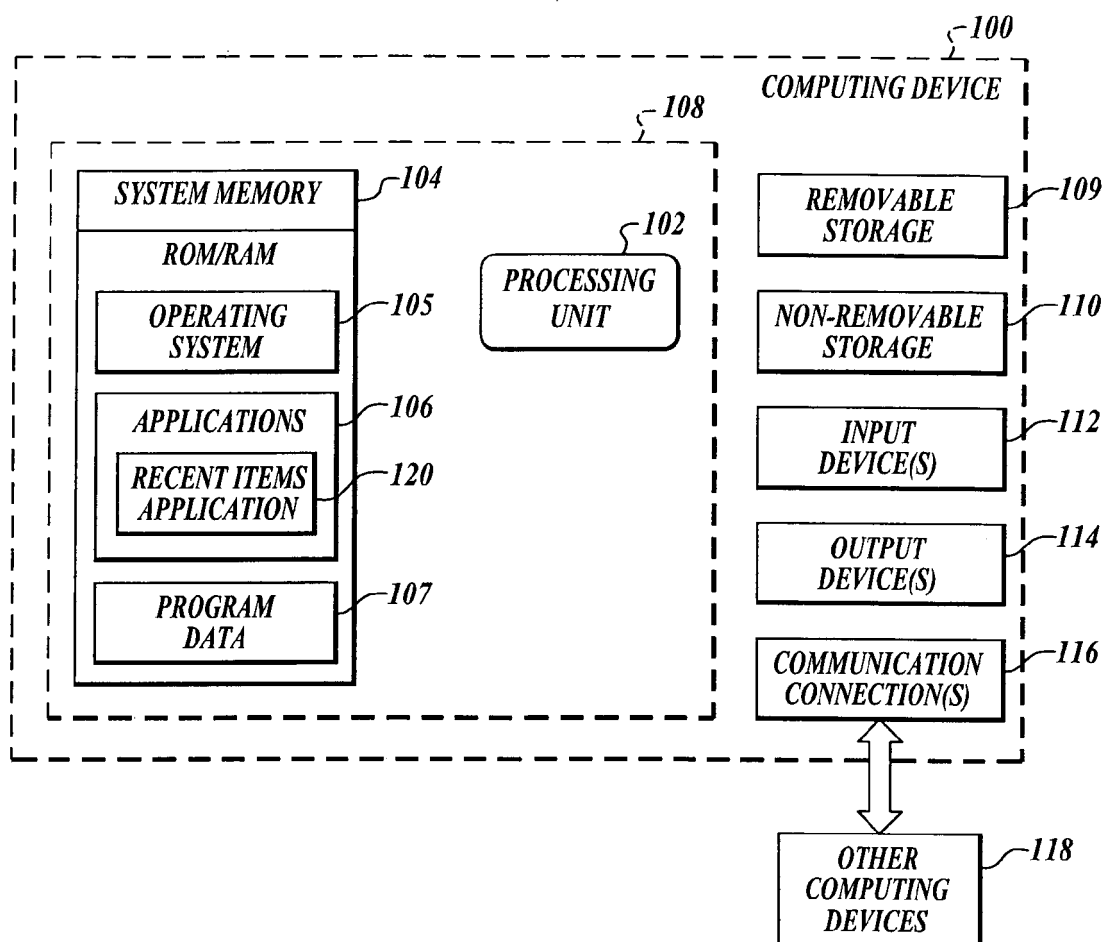 100
COMPUTING DEVICE
108
SYSTEM MEMORY
104
ROM/RAM
OPERATING
SYSTEM
105
APPLICATIONS
106
RECENT ITEMS
APPLICATION
120
PROGRAM
DATA
107
102
PROCESSING
UNIT
REMOVABLE
STORAGE
109
NON-REMOVABLE
STORAGE
110
INPUT
DEVICE(S)
112
OUTPUT
DEVICE(S)
114
COMMUNICATION
CONNECTION(S)
116
OTHER
COMPUTING
DEVICES
118